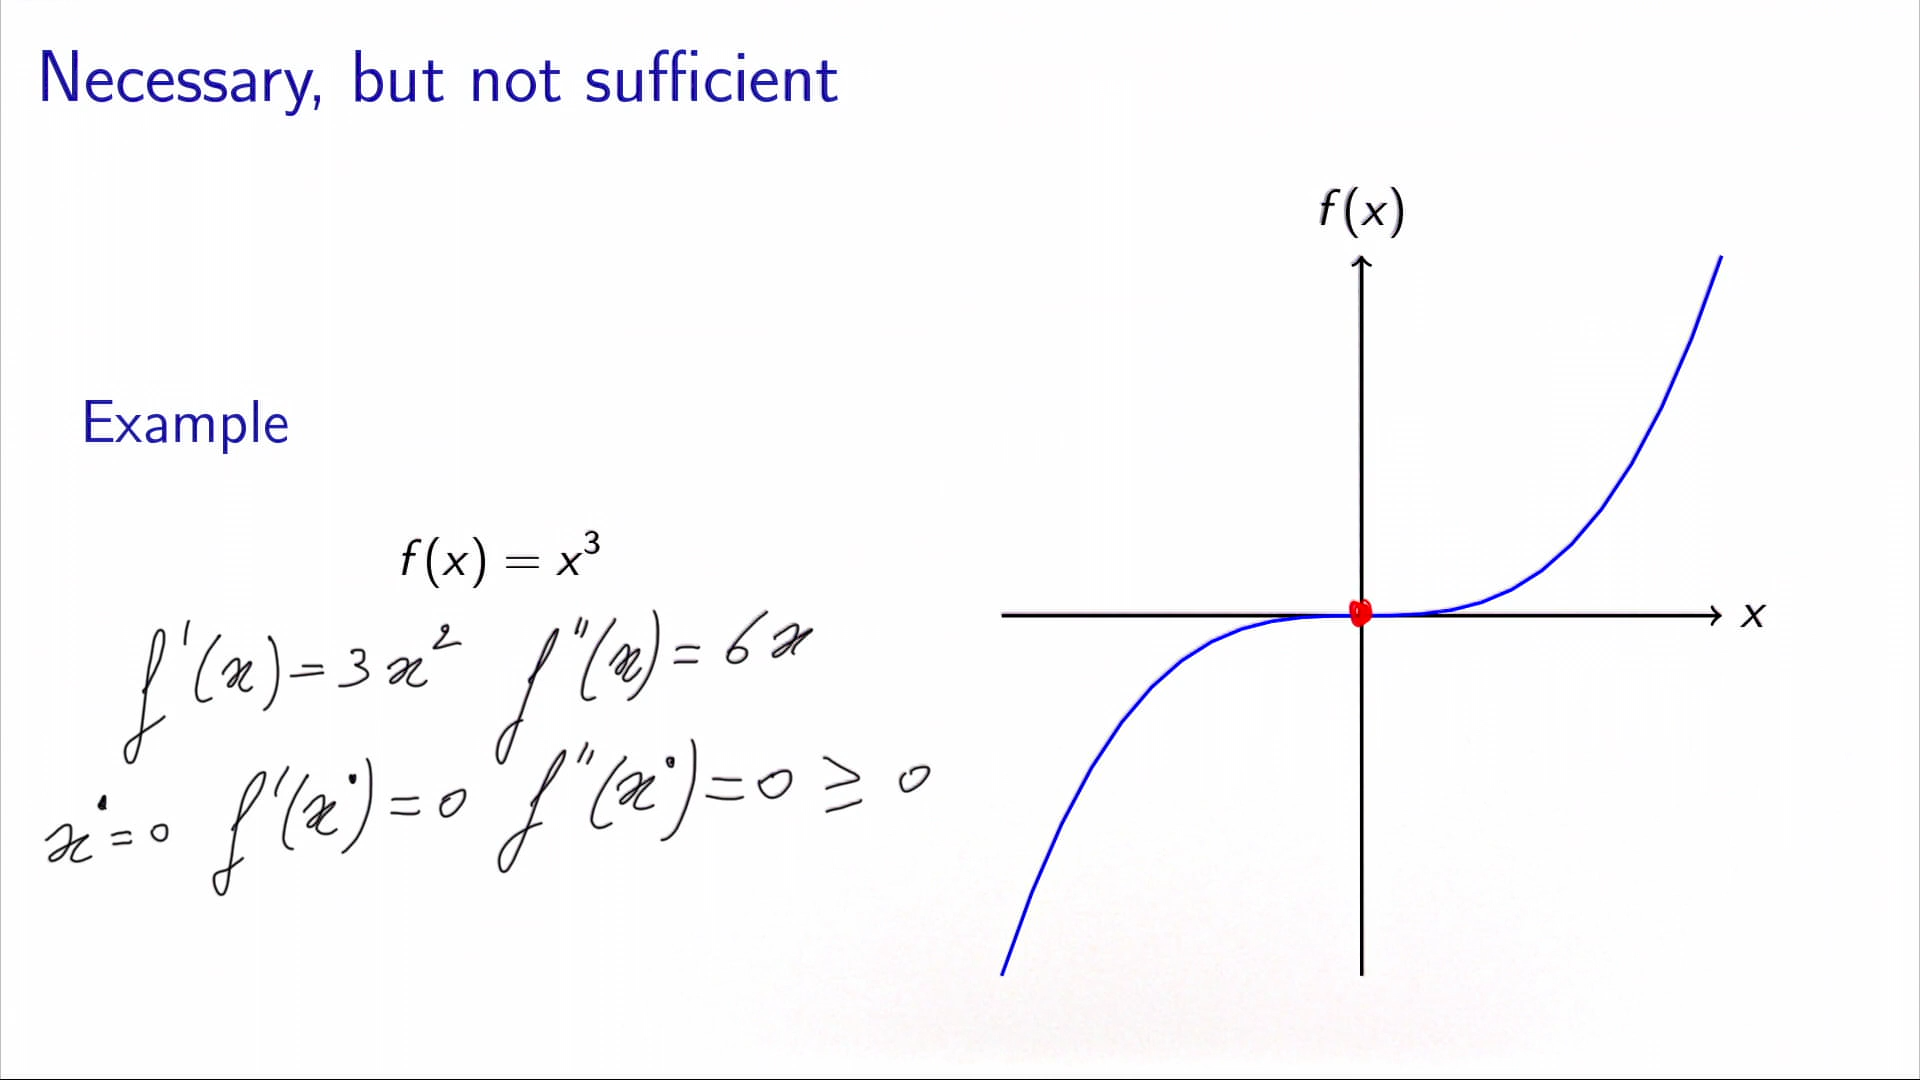 Necessary, but not sufficient
f(x)
Example
f(x) = x³
x
f'(x) = 3x² f''(x) = 6x
x* = 0 f'(x*) = 0 f''(x*) = 0 ≥ 0